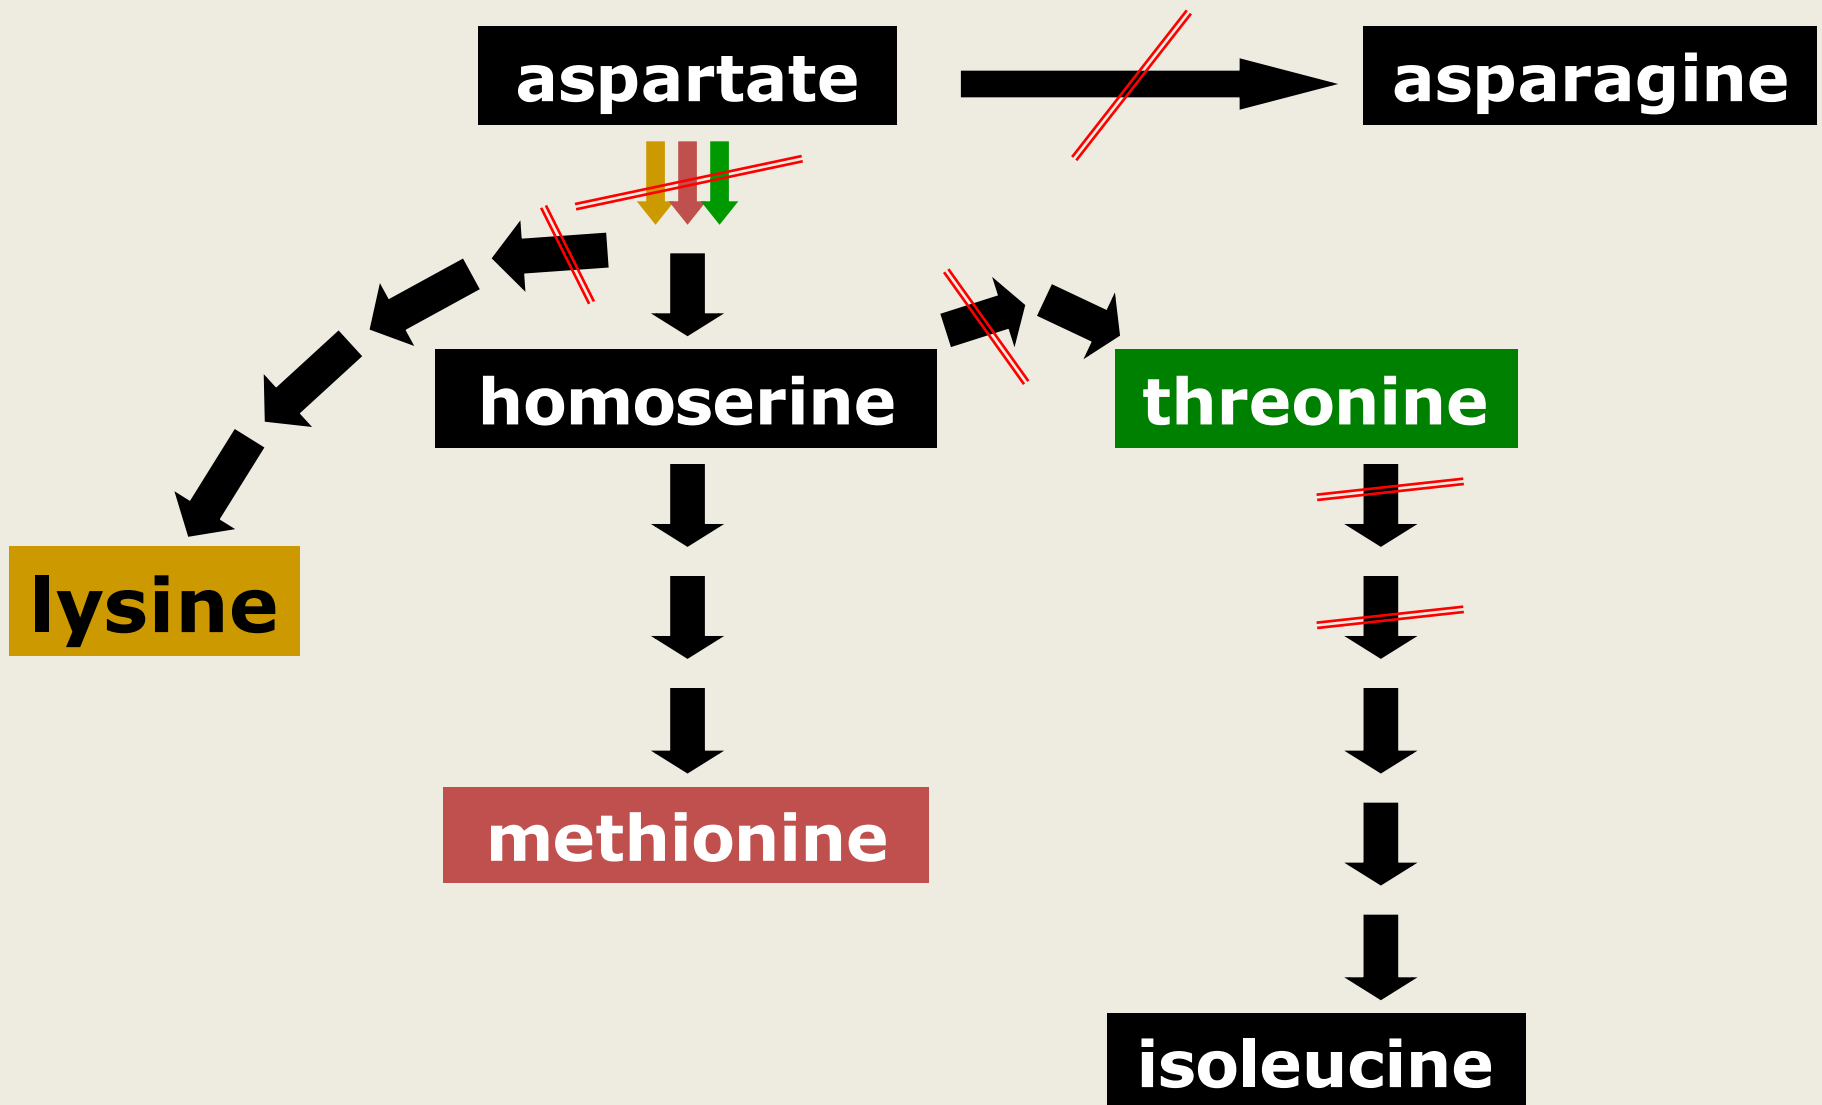 aspartate
asparagine
homoserine
threonine
lysine
methionine
isoleucine